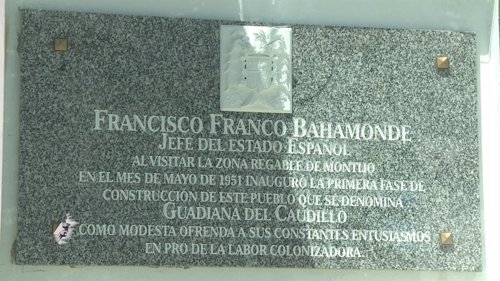 FRANCISCO FRANCO BAHAMONDE
JEFE DEL ESTADO ESPAÑOL
AL VISITAR LA ZONA REGABLE DE MONTIJO
EN EL MES DE MAYO DE 1951 INAUGURÓ LA PRIMERA FASE DE
CONSTRUCCIÓN DE ESTE PUEBLO QUE SE DENOMINA
GUADIANA DEL CAUDILLO
COMO MODESTA OFRENDA A SUS CONSTANTES ENTUSIASMOS
EN PRO DE LA LABOR COLONIZADORA.